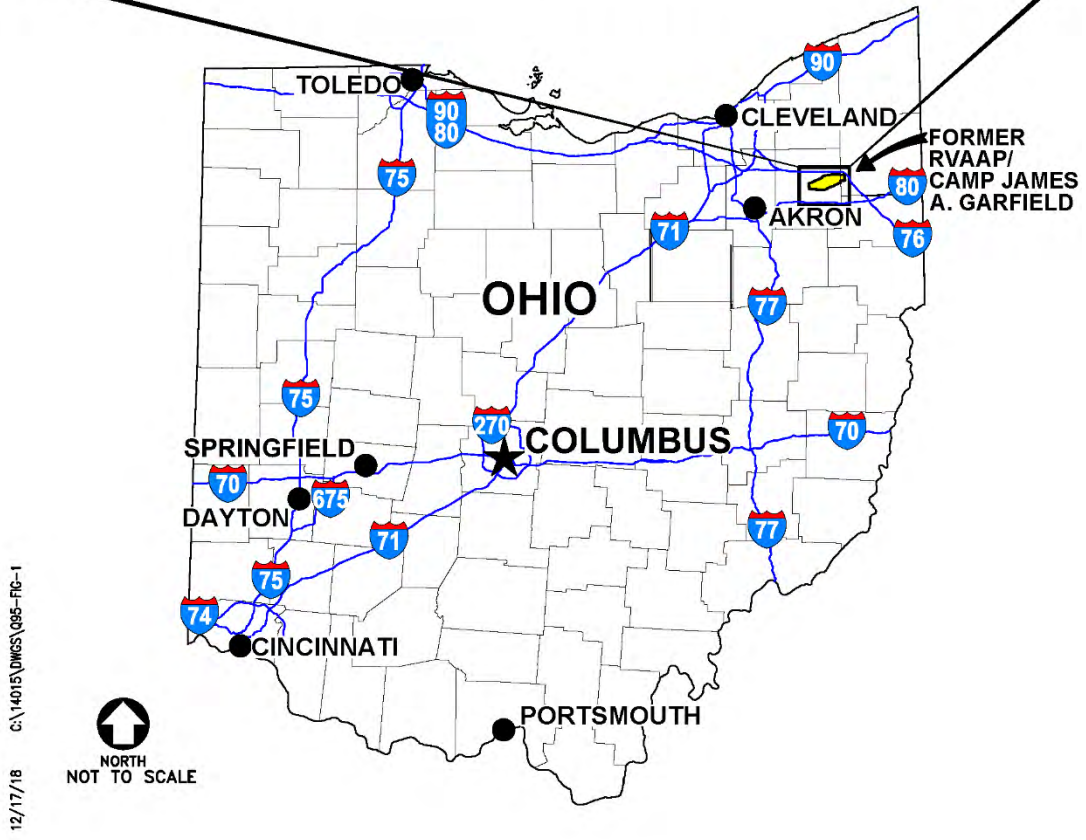 90
TOLEDO
90
80
CLEVELAND
FORMER
RVAAP/
CAMP JAMES
A. GARFIELD
75
80
AKRON
71
76
OHIO
77
75
270
COLUMBUS
70
SPRINGFIELD
70
675
DAYTON
71
77
75
74
CINCINNATI
PORTSMOUTH
NORTH
NOT TO SCALE
12/17/18 C:\14015\DWGS\Q95-FIG-1